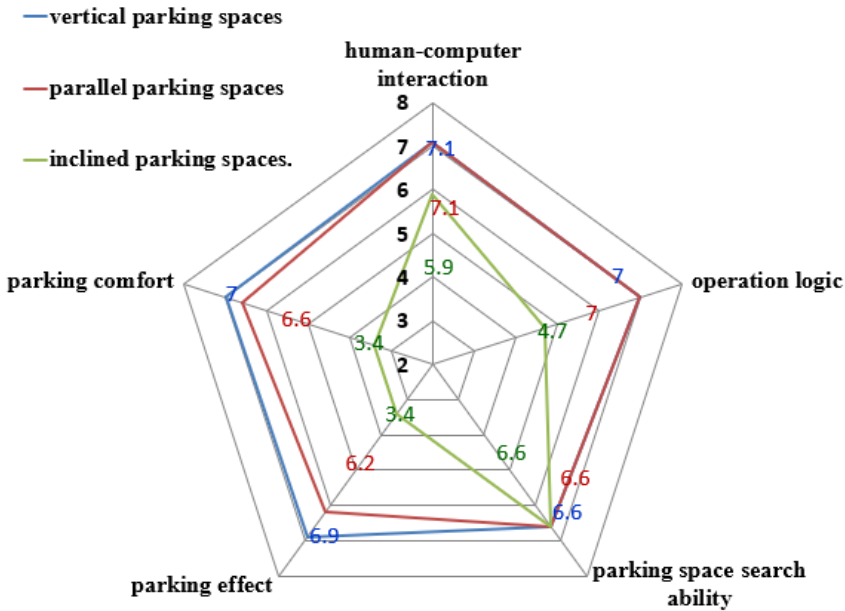 vertical parking spaces
parallel parking spaces
inclined parking spaces.
human-computer
interaction
8
7
7.1
6
7.1
5
5.9
4
3
2
parking comfort
7
6.6
3.4
operation logic
7
7
4.7
3.4
6.2
6.9
parking effect
6.6
6.6
6.6
parking space search
ability